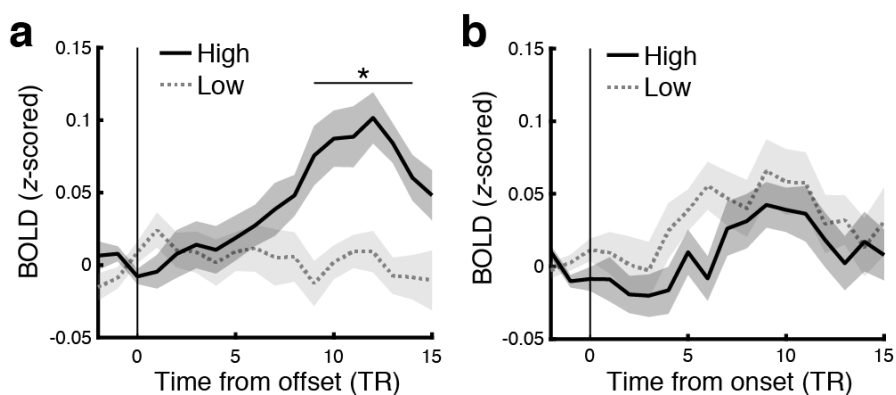 a
0.15
0.1
0.05
0
-0.05
BOLD (z-scored)
High
Low
*
0
5
10
15
Time from offset (TR)
b
0.15
0.1
0.05
0
-0.05
BOLD (z-scored)
High
Low
0
5
10
15
Time from onset (TR)